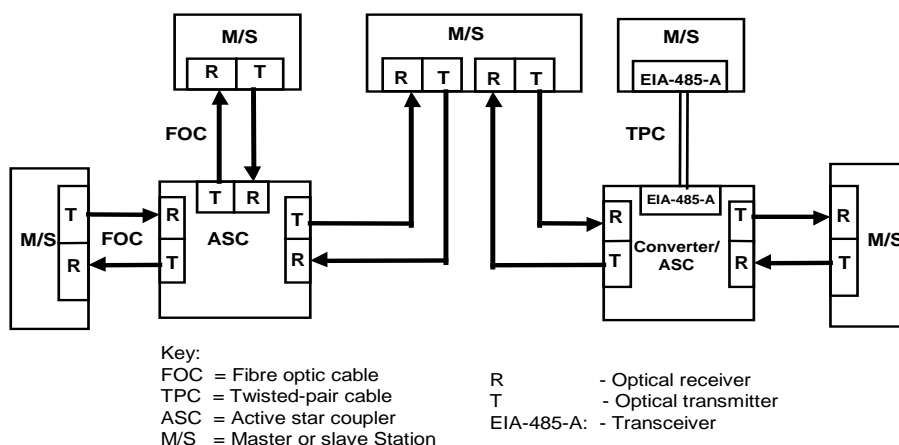 M/S
M/S
M/S
R T
R T
R T
EIA-485-A
FOC
TPC
T R
EIA-485-A
T
R
M/S
FOC
R
T
ASC
T
R
R
T
Converter/
ASC
T
R
R
T
M/S
Key:
FOC = Fibre optic cable
TPC = Twisted-pair cable
ASC = Active star coupler
M/S = Master or slave Station
R - Optical receiver
T - Optical transmitter
EIA-485-A: - Transceiver